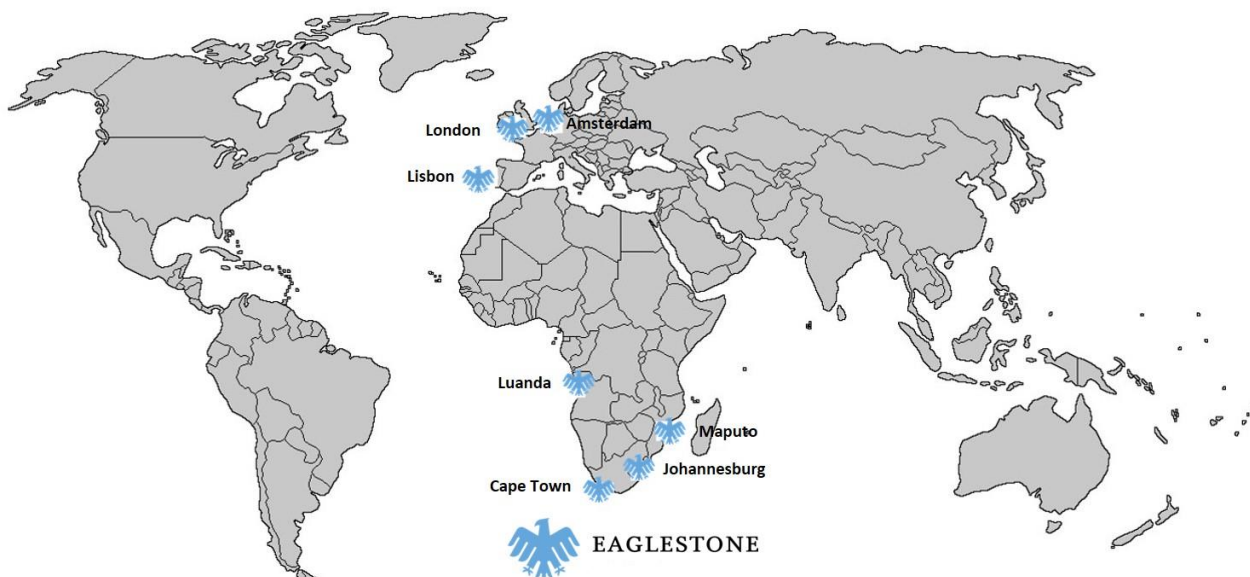 London
Amsterdam
Lisbon
Luanda
Maputo
Johannesburg
Cape Town
EAGLESTONE